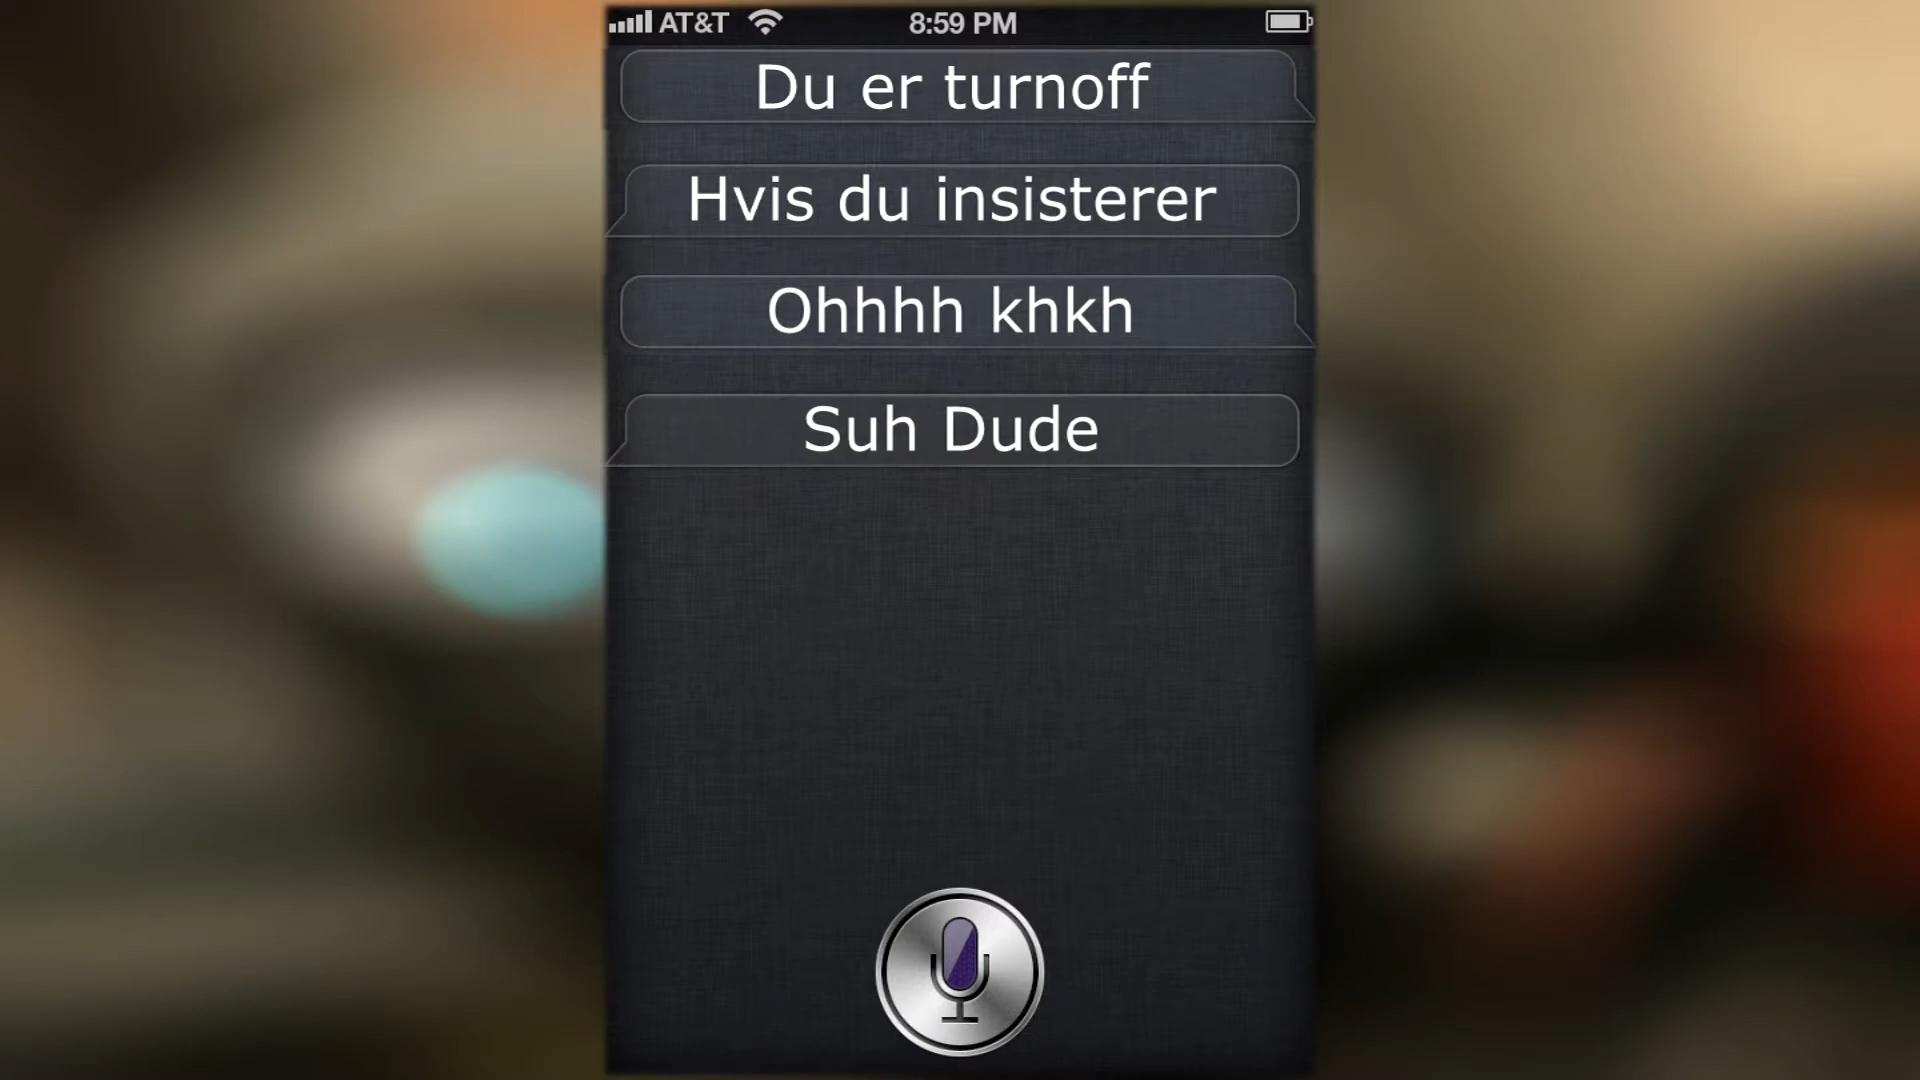 AT&T 8:59 PM
Du er turnoff
Hvis du insisterer
Ohhhh khkh
Suh Dude